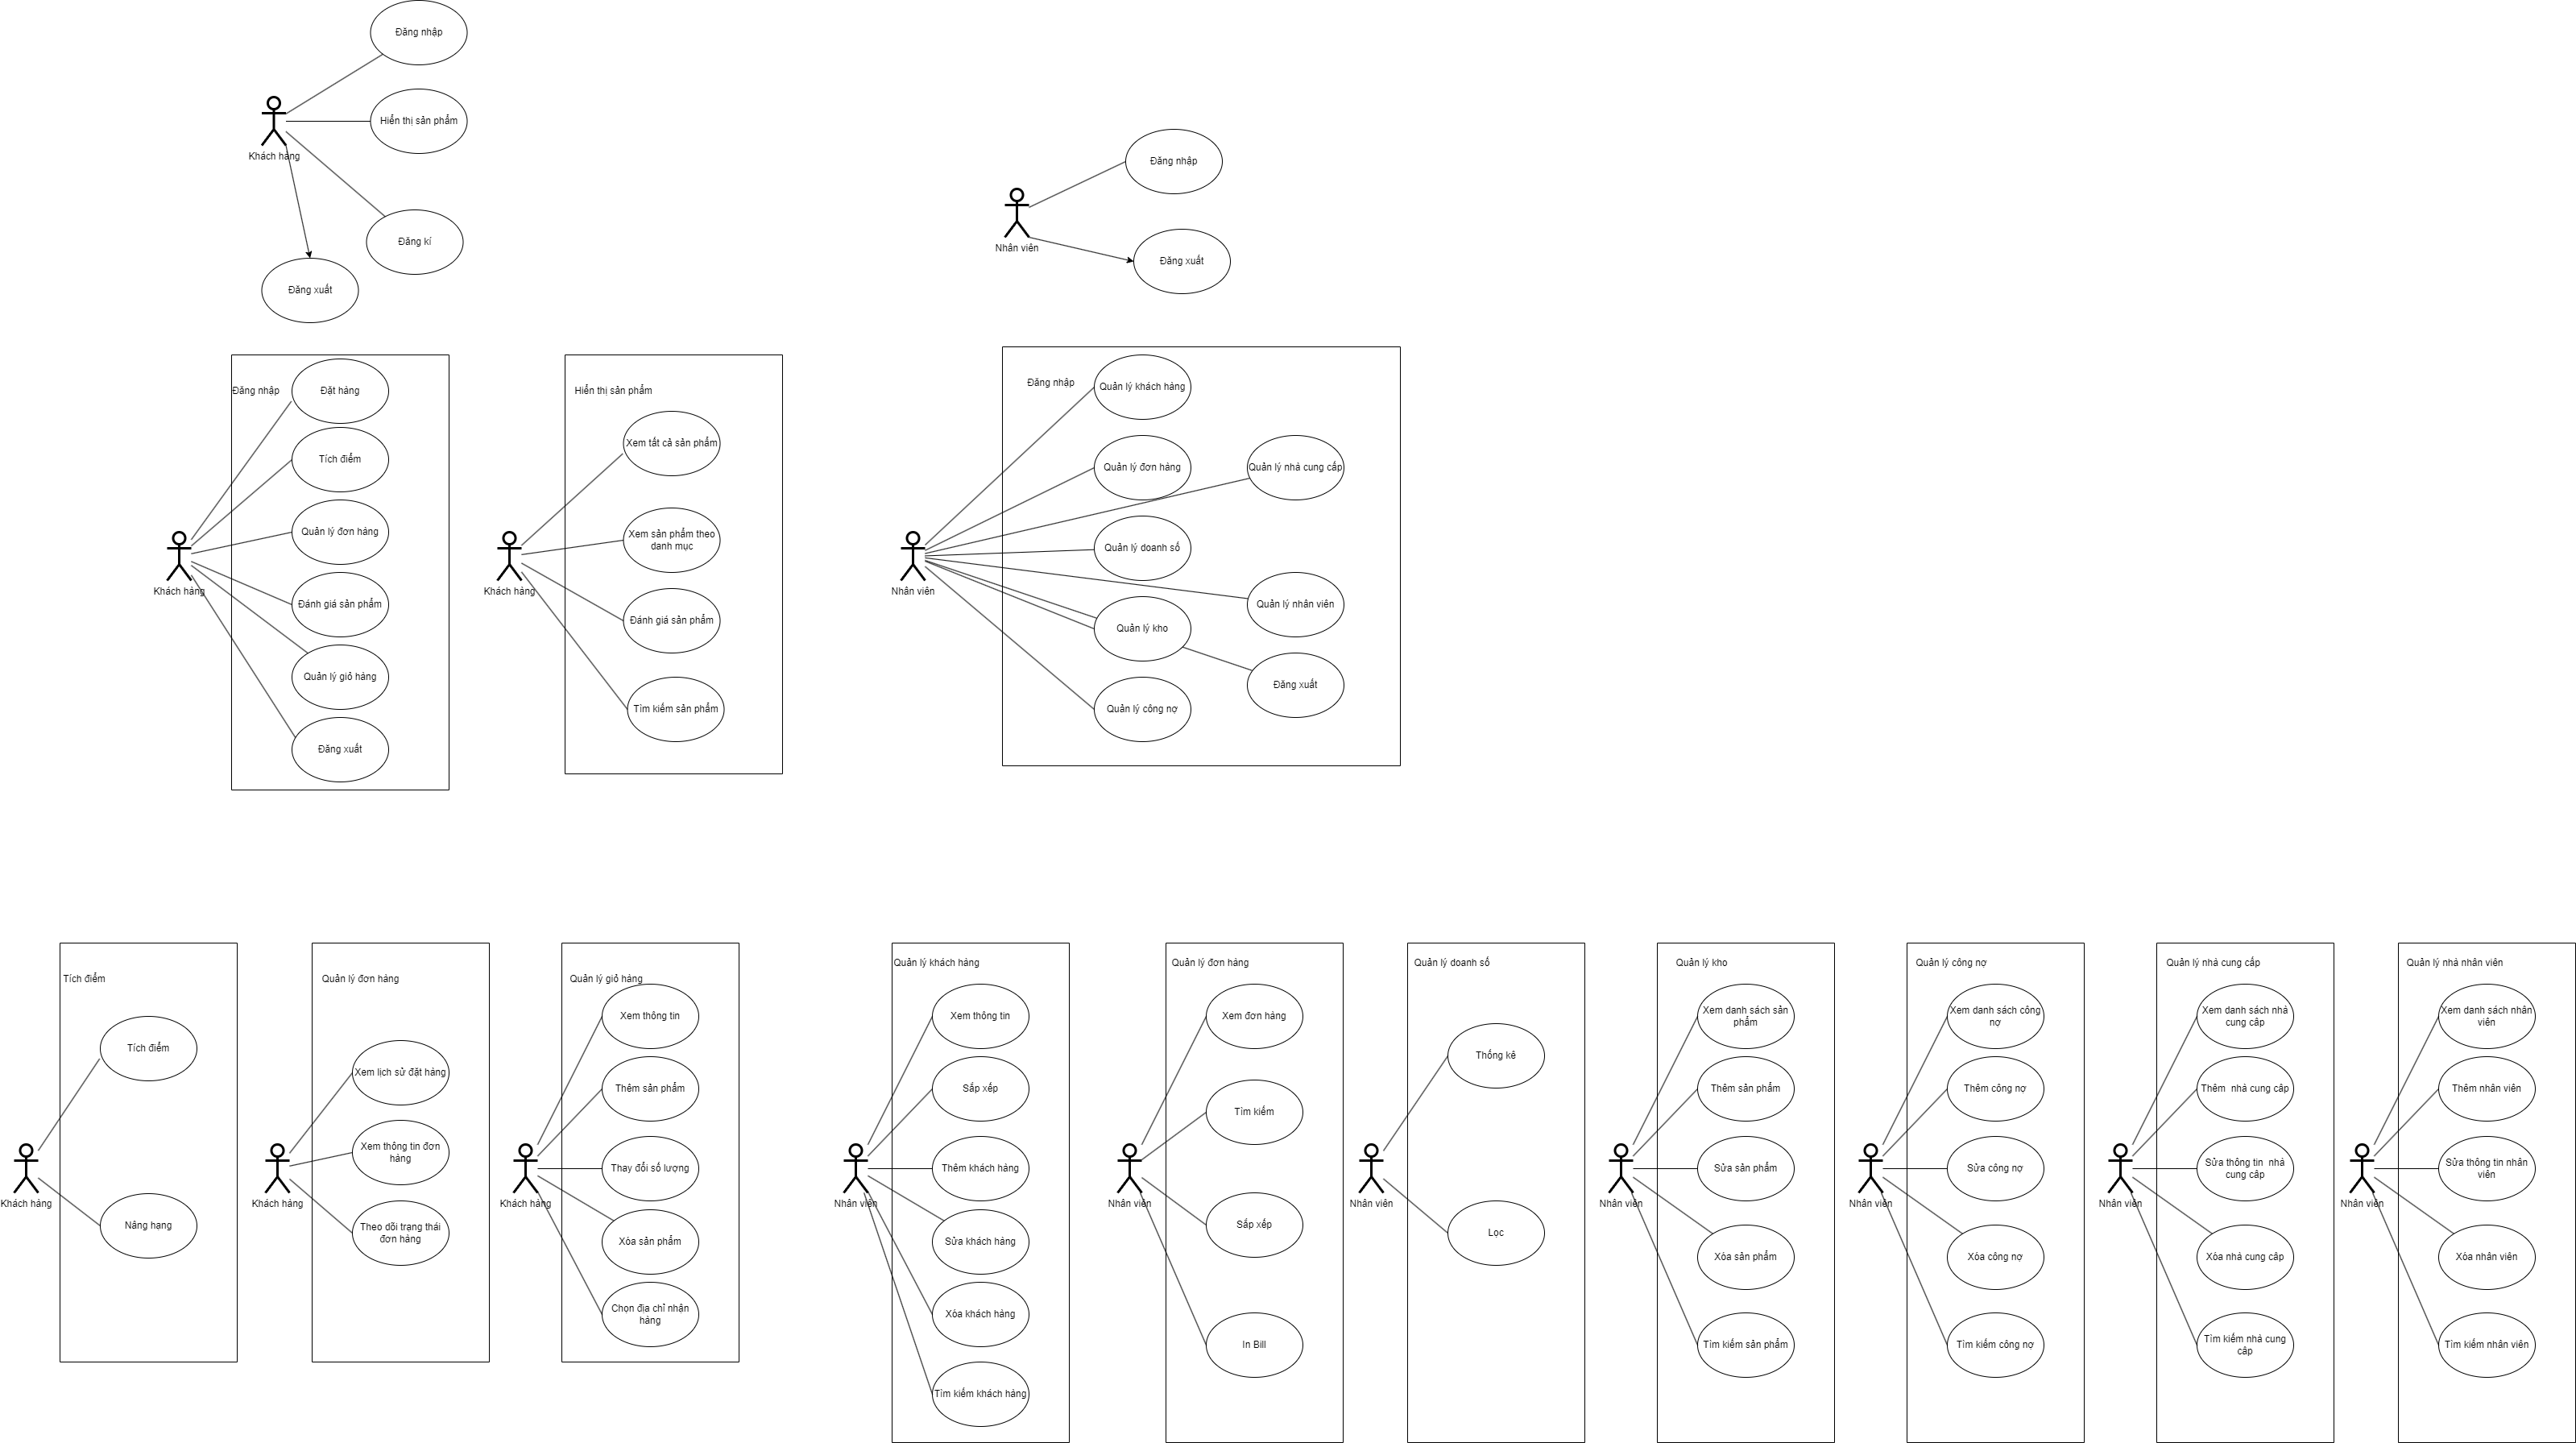 Đăng nhập
Hiển thị sản phẩm
Khách hàng
Đăng kí
Đăng xuất
Đăng nhập
Nhân viên
Đăng xuất
Đăng nhập
Đặt hàng
Tích điểm
Quản lý đơn hàng
Khách hàng
Đánh giá sản phẩm
Quản lý giỏ hàng
Đăng xuất
Hiển thị sản phẩm
Xem tất cả sản phẩm
Xem sản phẩm theo
danh mục
Khách hàng
Đánh giá sản phẩm
Tìm kiếm sản phẩm
Đăng nhập
Quản lý khách hàng
Quản lý đơn hàng
Quản lý nhà cung cấp
Quản lý doanh số
Nhân viên
Quản lý nhân viên
Quản lý kho
Đăng xuất
Quản lý công nợ
Tích điểm
Tích điểm
Khách hàng
Nâng hạng
Quản lý đơn hàng
Xem lịch sử đặt hàng
Xem thông tin đơn
hàng
Khách hàng
Theo dõi trạng thái
đơn hàng
Quản lý giỏ hàng
Xem thông tin
Thêm sản phẩm
Thay đổi số lượng
Khách hàng
Xóa sản phẩm
Chọn địa chỉ nhận
hàng
Quản lý khách hàng
Xem thông tin
Sắp xếp
Thêm khách hàng
Nhân viên
Sửa khách hàng
Xóa khách hàng
Tìm kiếm khách hàng
Quản lý đơn hàng
Xem đơn hàng
Tìm kiếm
Nhân viên
Sắp xếp
In Bill
Quản lý doanh số
Thống kê
Nhân viên
Lọc
Quản lý kho
Xem danh sách sản
phẩm
Thêm sản phẩm
Sửa sản phẩm
Nhân viên
Xóa sản phẩm
Tìm kiếm sản phẩm
Quản lý công nợ
Xem danh sách công
nợ
Thêm công nợ
Sửa công nợ
Nhân viên
Xóa công nợ
Tìm kiếm công nợ
Quản lý nhà cung cấp
Xem danh sách nhà
cung câp
Thêm  nhà cung câp
Sửa thông tin  nhà
cung câp
Nhân viên
Xóa nhà cung câp
Tìm kiếm nhà cung
câp
Quản lý nhà nhân viên
Xem danh sách nhân
viên
Thêm nhân viên
Sửa thông tin nhân
viên
Nhân viên
Xóa nhân viên
Tìm kiếm nhân viên